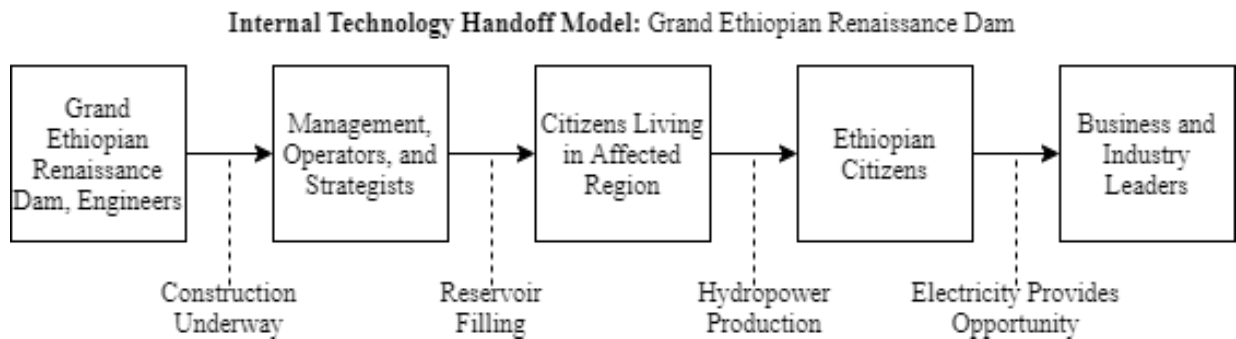 Internal Technology Handoff Model: Grand Ethiopian Renaissance Dam
Grand
Ethiopian
Renaissance
Dam, Engineers
Management,
Operators, and
Strategists
Citizens Living
in Affected
Region
Ethiopian
Citizens
Business and
Industry
Leaders
Construction
Underway
Reservoir
Filling
Hydropower
Production
Electricity Provides
Opportunity